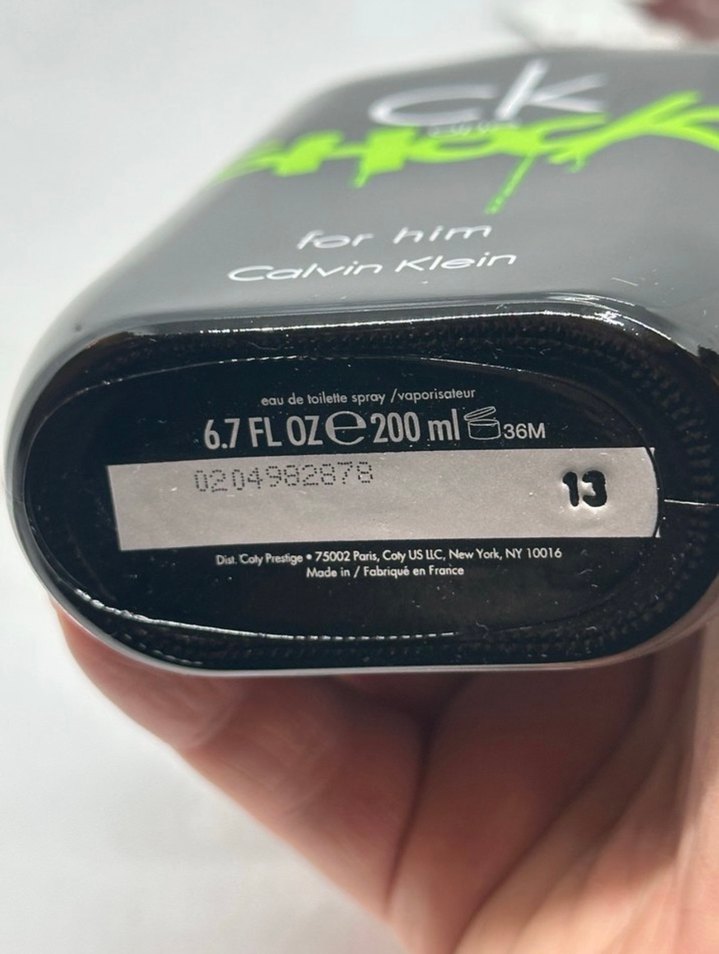 ck
SHOCK
for him
Calvin Klein
eau de toilette spray /vaporisateur
6.7 FL OZ ℮ 200 ml 36M
0204982878
13
Dist. Coty Prestige • 75002 Paris, Coty US LLC, New York, NY 10016
Made in / Fabriqué en France